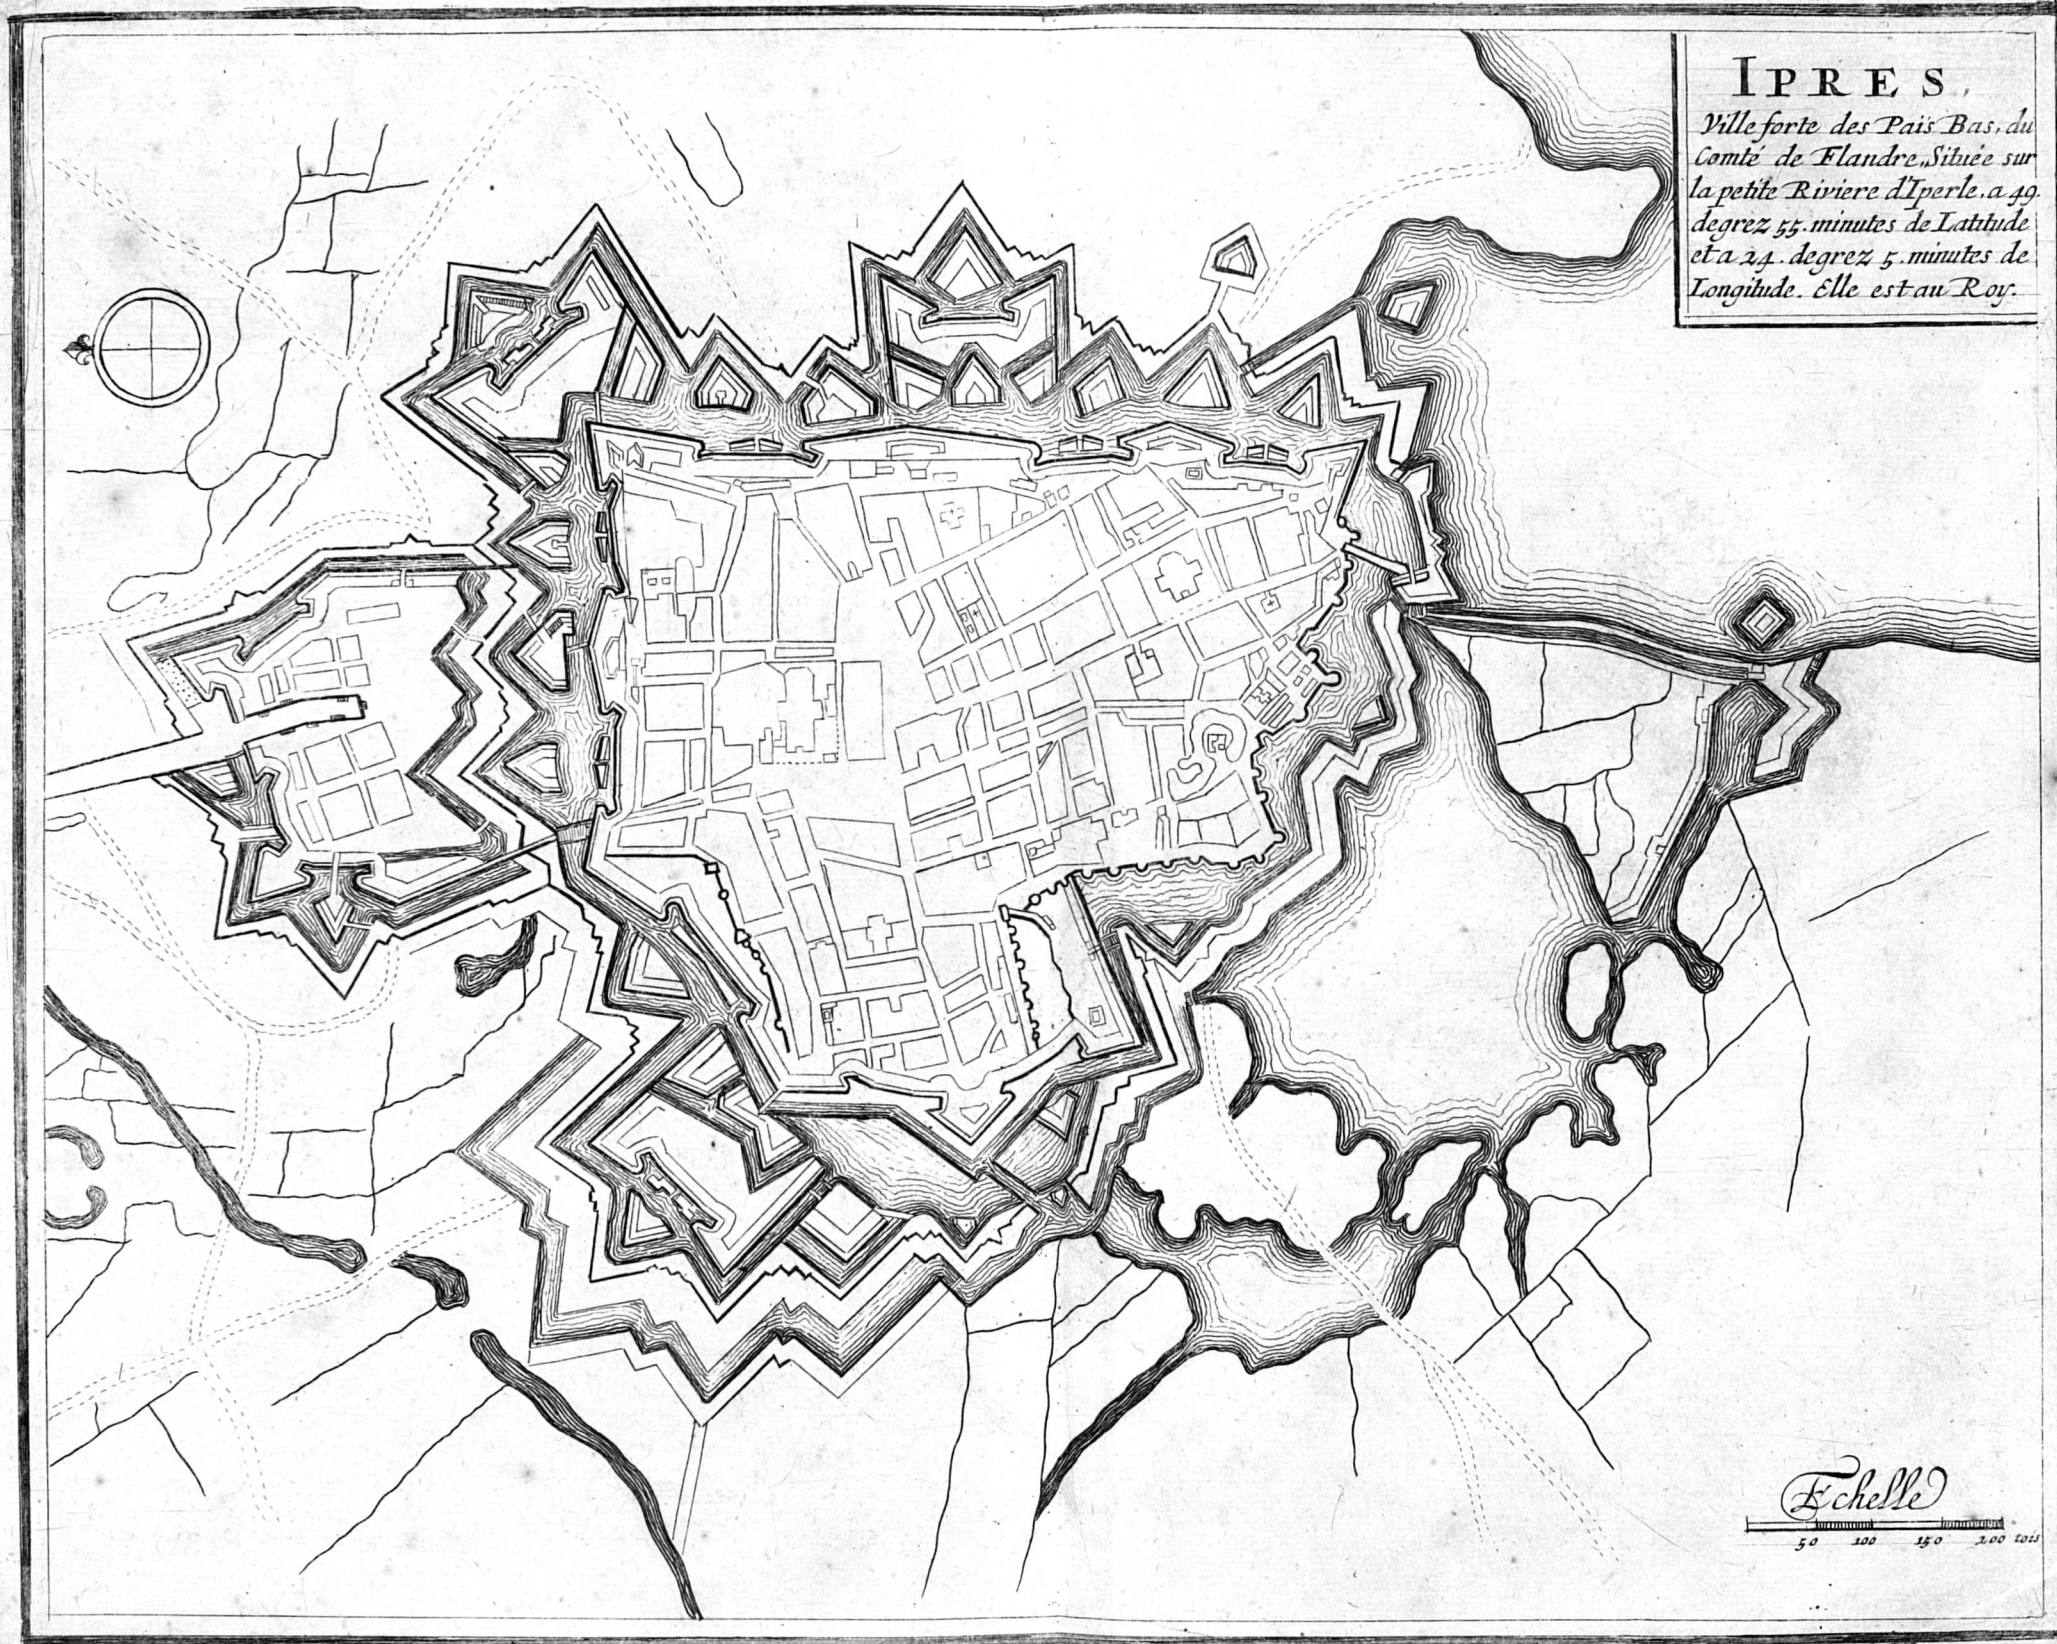 IPRES,
Ville forte des Païs Bas, du
Comté de Flandre, Située sur
la petite Riviere d'Iperle, a 49.
degrez 55. minutes de Latitude
et a 24. degrez 5. minutes de
Longitude. Elle est au Roy.
Echelle
50 100 150 200 tois